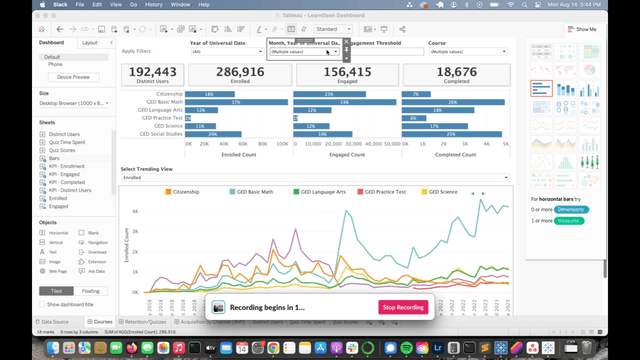 Slack File Edit View Go History Window Help
Mon Aug 14 5:44 PM
Tableau - LearnDash Dashboard
Standard
Show Me
Dashboard Layout
Default
Phone
Device Preview
Size
Desktop Browser (1000 x 8...
Sheets
Distinct Users
Quiz Time Spent
Quiz Scores
Bars
KPI - Enrollment
KPI - Engaged
KPI - Completed
KPI - Distinct Users
Enrolled
Engaged
Objects
Horizontal Blank
Vertical Navigation
Text Download
Image Extension
Web Page Ask Data
Tiled Floating
Show dashboard title
Apply Filters:
Year of Universal Date
(All)
Month, Year of Universal Da..
(Multiple values)
Engagement Threshold
Course
(Multiple values)
192,443
Distinct Users
286,916
Enrolled
156,415
Engaged
18,676
Completed
Citizenship 18% 23% 7%
GED Basic Math 37% 33% 26%
GED Language Arts 12% 12% 18%
GED Practice Test 6%
GED Science 11% 12% 17%
GED Social Studies 20% 19% 25%
0K 20K 40K 60K 80K 100K
Enrolled Count
0 10,000 20,000 30,000 40,000 50,000
Engaged Count
0K 1K 2K 3K 4K 5K
Completed Count
Select Trending View
Enrolled
Citizenship GED Basic Math GED Language Arts GED Practice Test GED Science
Enrolled Count
4K
3K
2K
1K
0K
For horizontal bars try
0 or more Dimensions
1 or more Measures
Recording begins in 1...
Stop Recording
Data Source Courses Retention/Quizzes
18 marks 6 rows by 3 columns SUM of AGG(Enrolled Count): 286,916